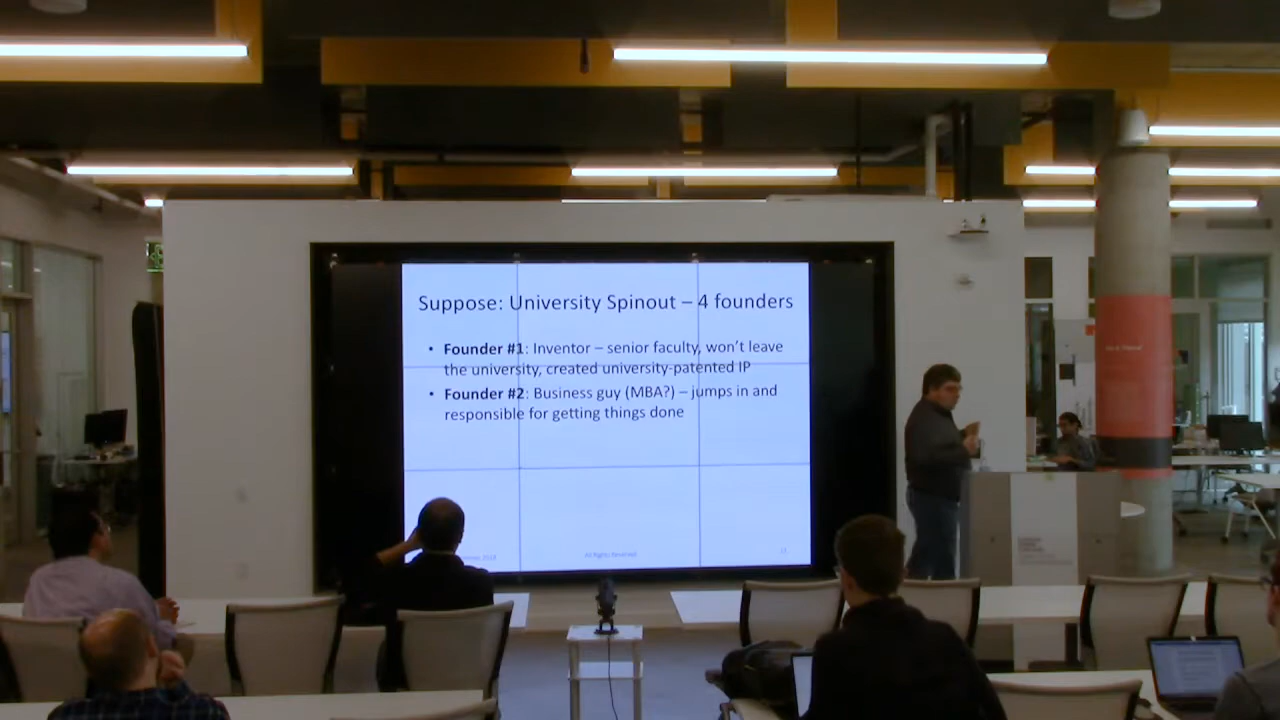 Suppose: University Spinout – 4 founders
• Founder #1: Inventor – senior faculty, won't leave
the university, created university-patented IP
• Founder #2: Business guy (MBA?) – jumps in and
responsible for getting things done
All Rights Reserved